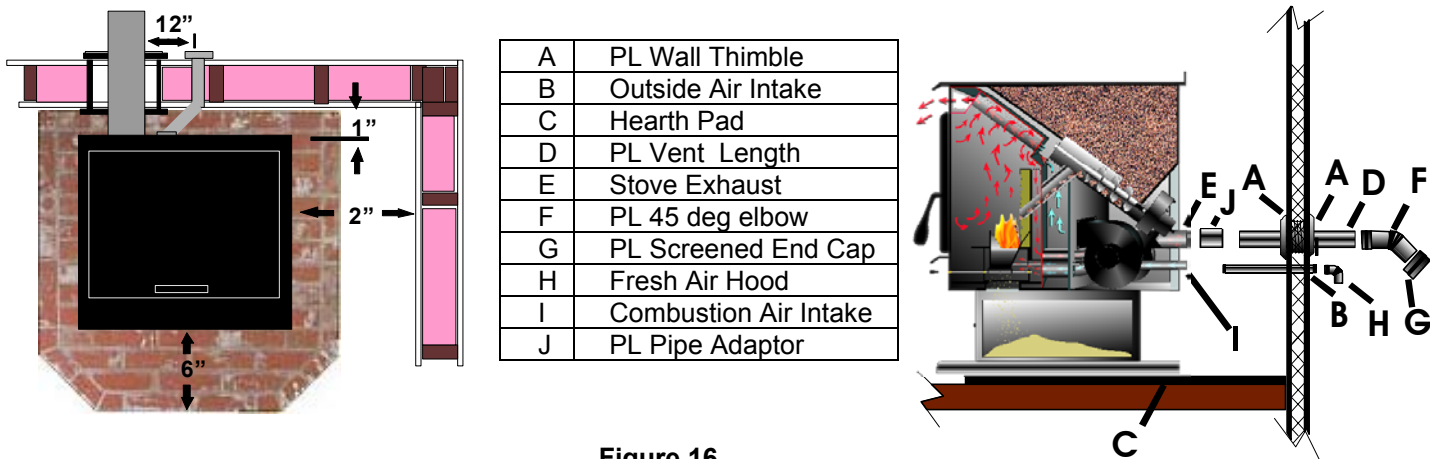 12”
1”
2”
6”
A PL Wall Thimble
B Outside Air Intake
C Hearth Pad
D PL Vent Length
E Stove Exhaust
F PL 45 deg elbow
G PL Screened End Cap
H Fresh Air Hood
I Combustion Air Intake
J PL Pipe Adaptor
E J A A D F
B H G
I
C
Figure 16